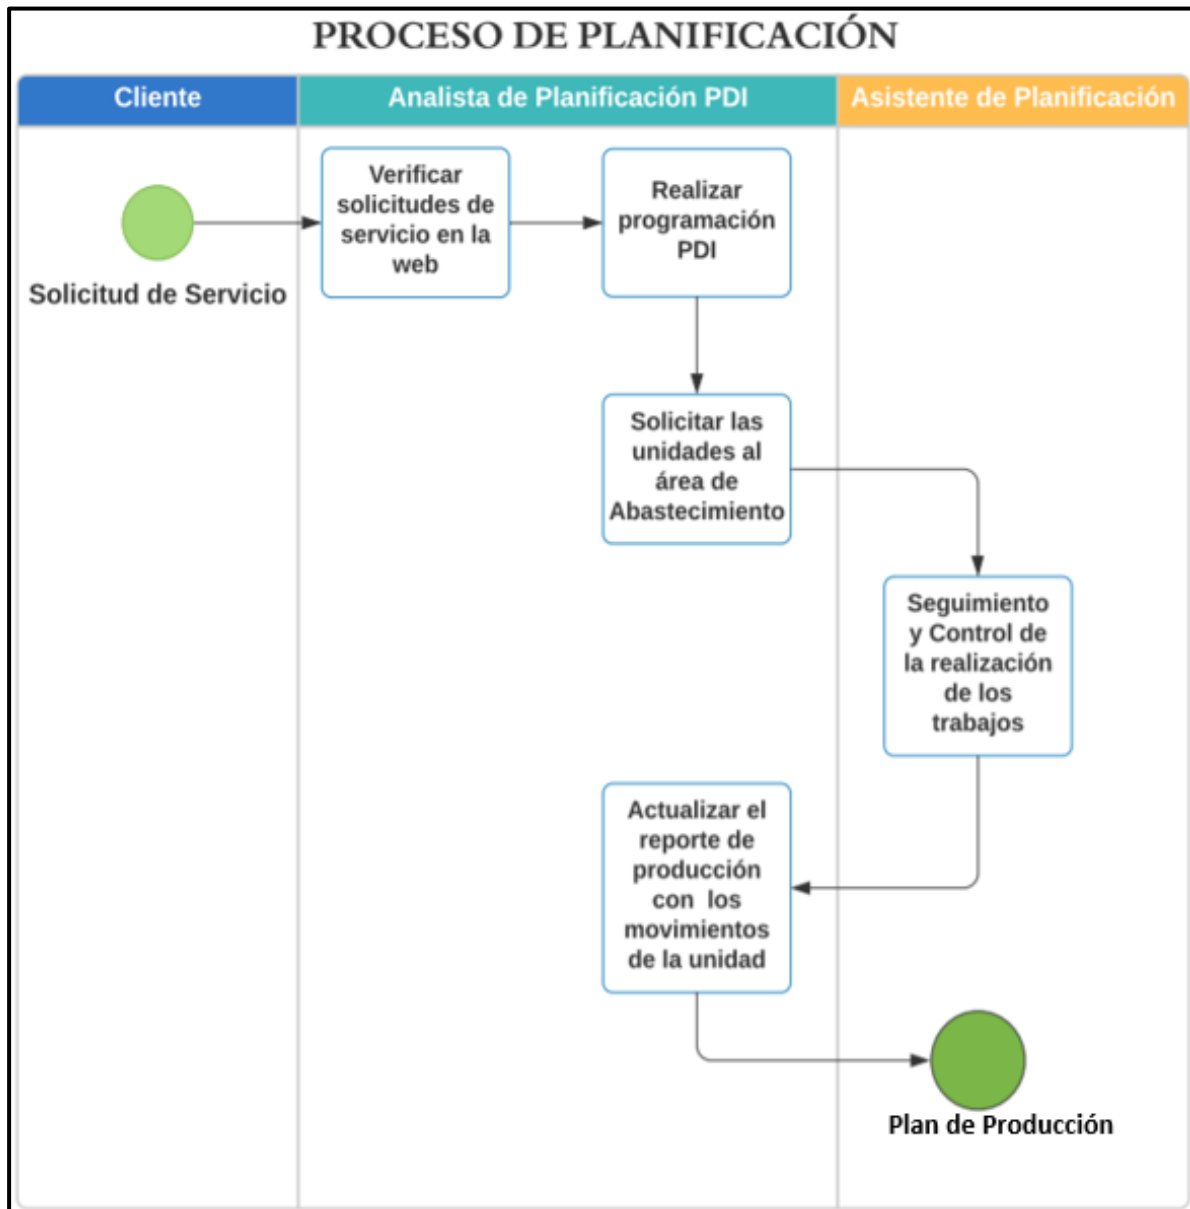 PROCESO DE PLANIFICACIÓN
Cliente
Analista de Planificación PDI
Asistente de Planificación
Solicitud de Servicio
Verificar
solicitudes de
servicio en la
web
Realizar
programación
PDI
Solicitar las
unidades al
área de
Abastecimiento
Seguimiento
y Control de
la realización
de los
trabajos
Actualizar el
reporte de
producción
con los
movimientos
de la unidad
Plan de Producción